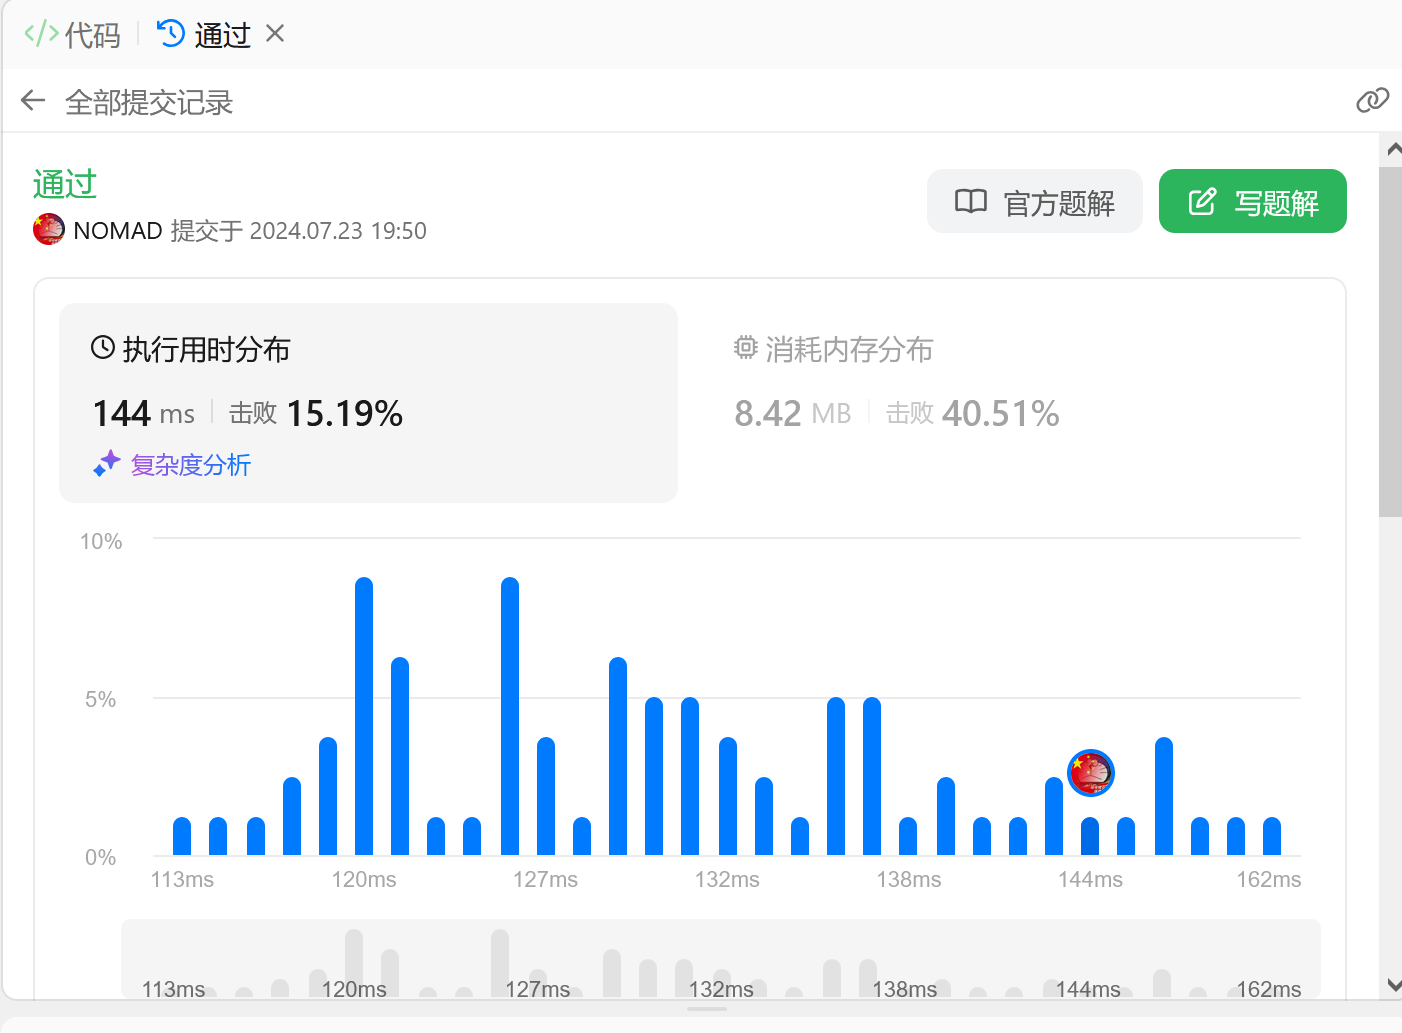 代码 通过
全部提交记录
通过
官方题解 写题解
NOMAD 提交于 2024.07.23 19:50
执行用时分布
144 ms 击败 15.19%
复杂度分析
消耗内存分布
8.42 MB 击败 40.51%
10%
5%
0%
113ms 120ms 127ms 132ms 138ms 144ms 162ms
113ms 120ms 127ms 132ms 138ms 144ms 162ms